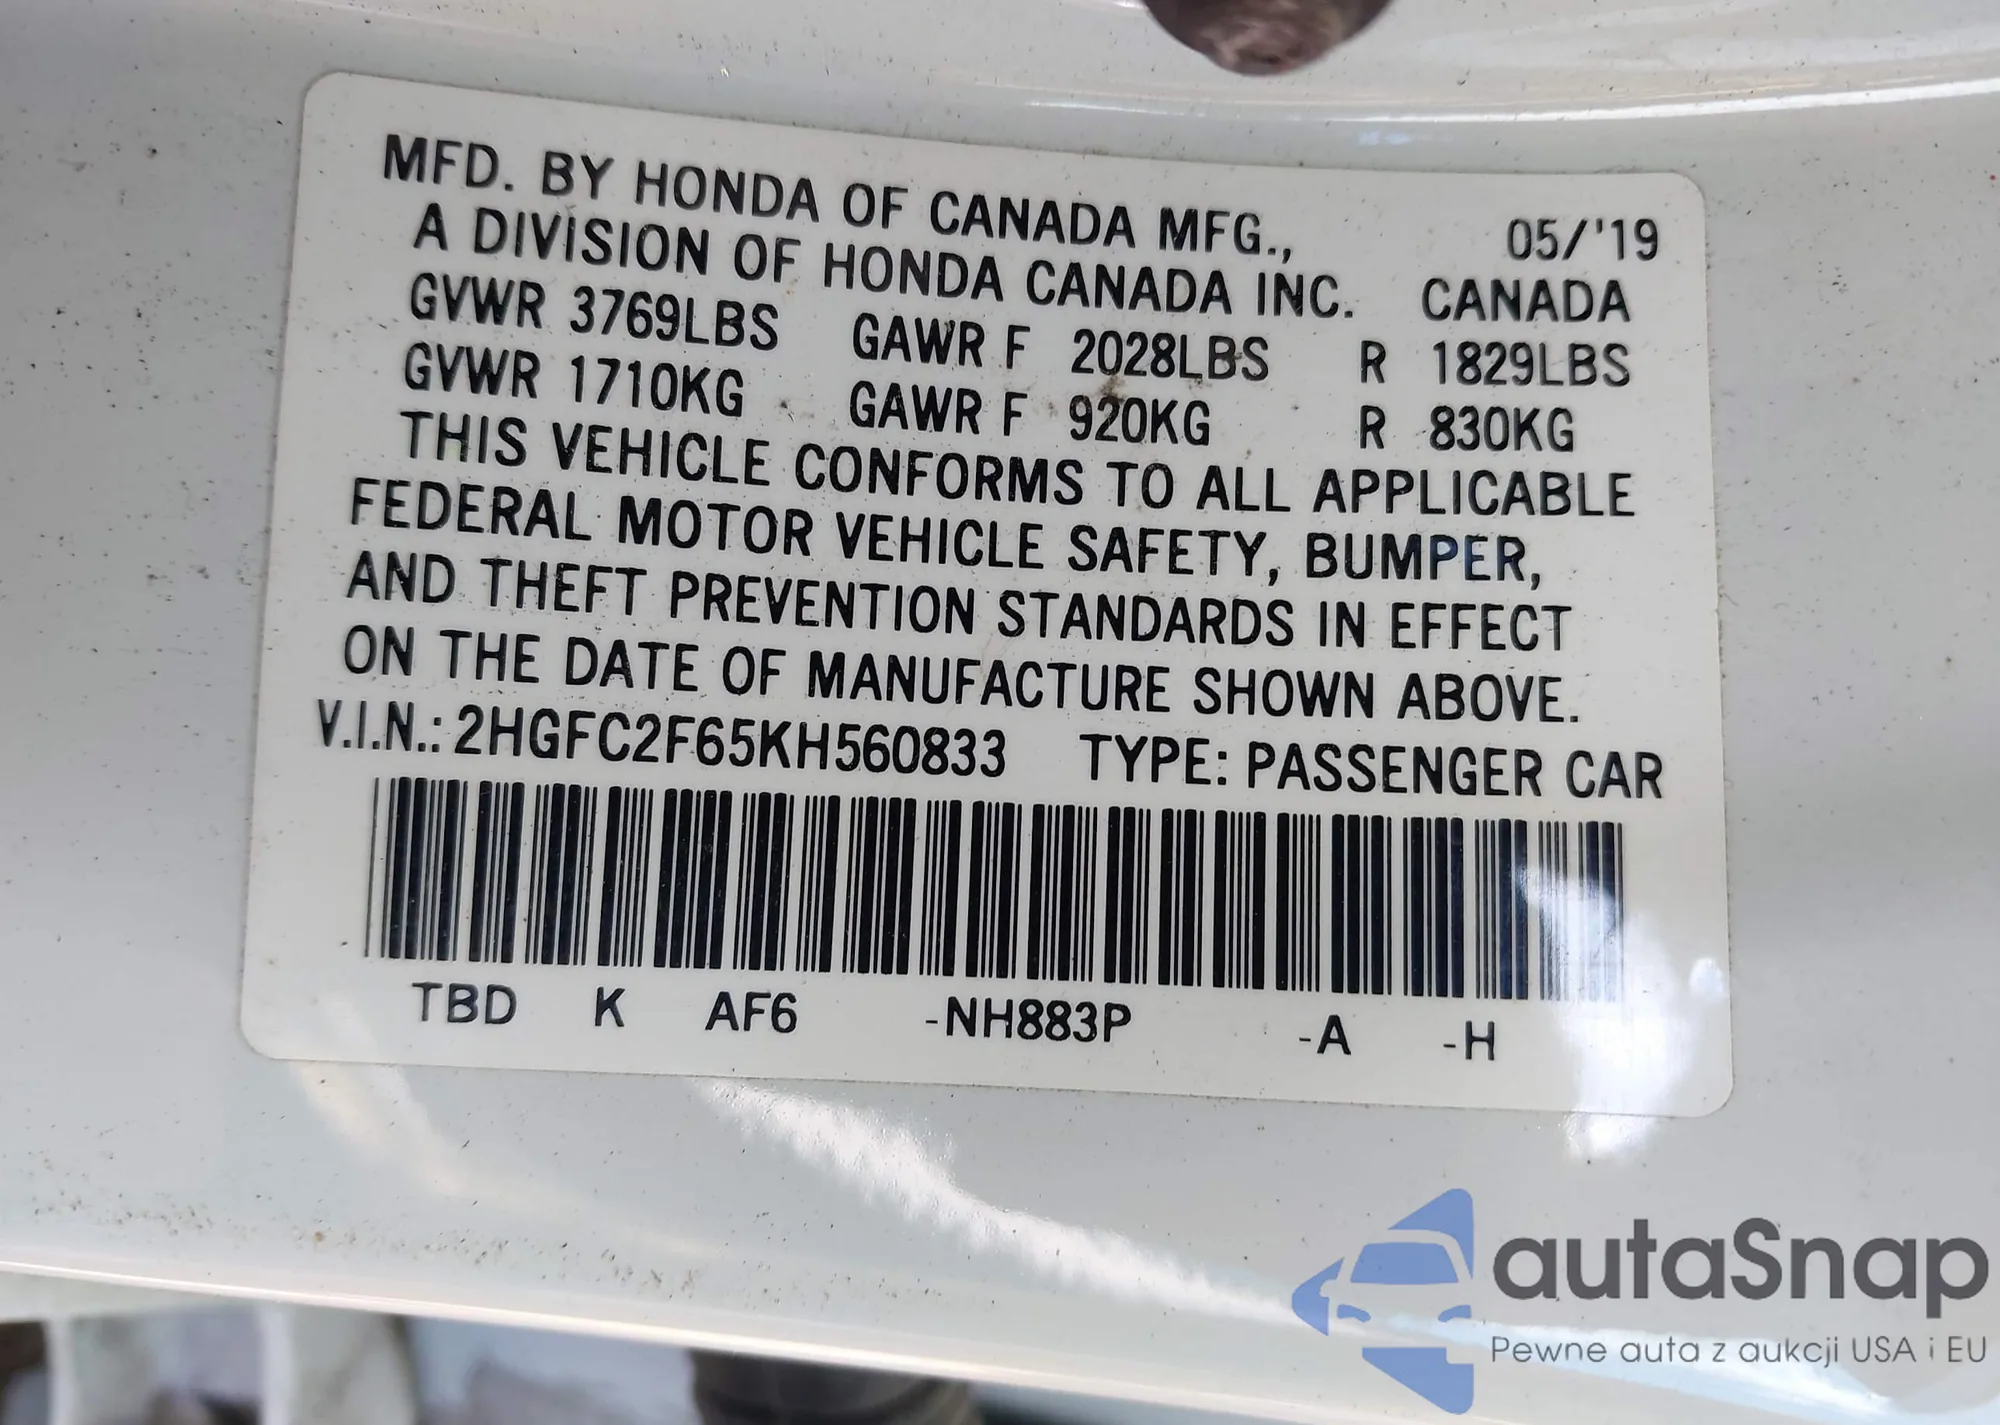 MFD. BY HONDA OF CANADA MFG., 05/'19
A DIVISION OF HONDA CANADA INC. CANADA
GVWR 3769LBS GAWR F 2028LBS R 1829LBS
GVWR 1710KG GAWR F 920KG R 830KG
THIS VEHICLE CONFORMS TO ALL APPLICABLE
FEDERAL MOTOR VEHICLE SAFETY, BUMPER,
AND THEFT PREVENTION STANDARDS IN EFFECT
ON THE DATE OF MANUFACTURE SHOWN ABOVE.
V.I.N.: 2HGFC2F65KH560833 TYPE: PASSENGER CAR
TBD K AF6 -NH883P -A -H
autaSnap
Pewne auta z aukcji USA i EU